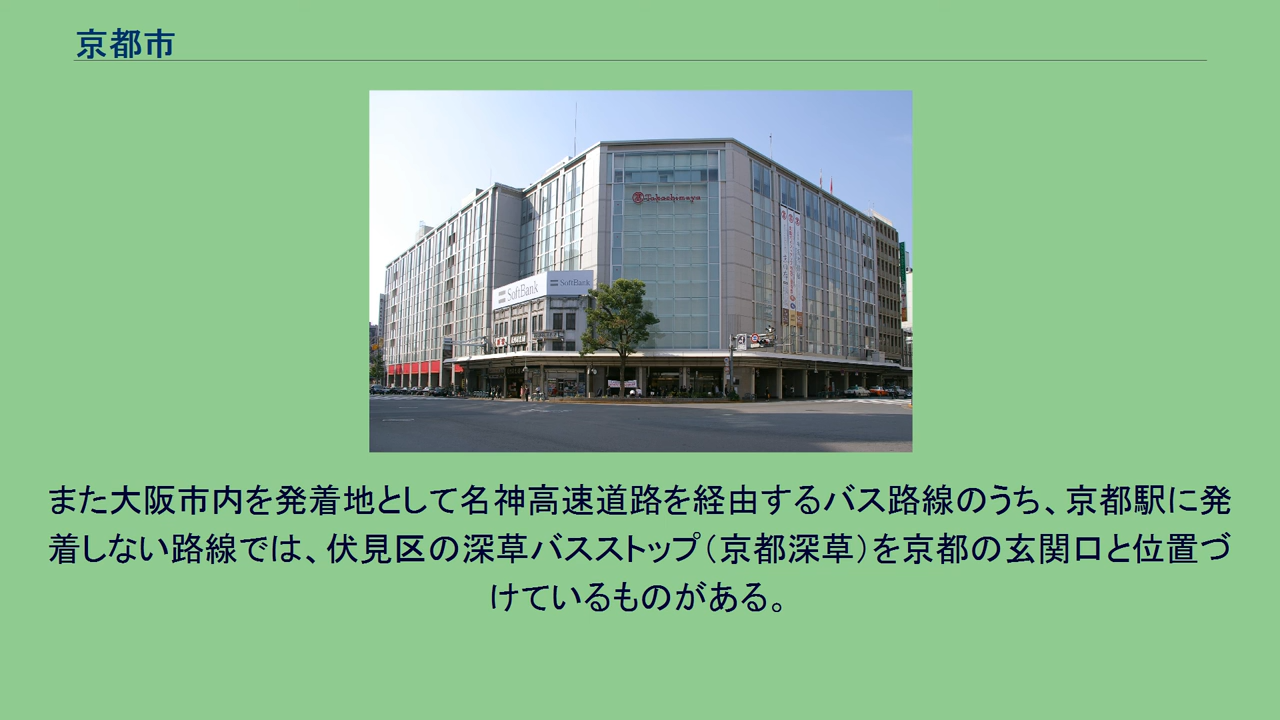 京都市
Takashimaya
SoftBank
SoftBank
また大阪市内を発着地として名神高速道路を経由するバス路線のうち、京都駅に発
着しない路線では、伏見区の深草バスストップ（京都深草）を京都の玄関口と位置づ
けているものがある。